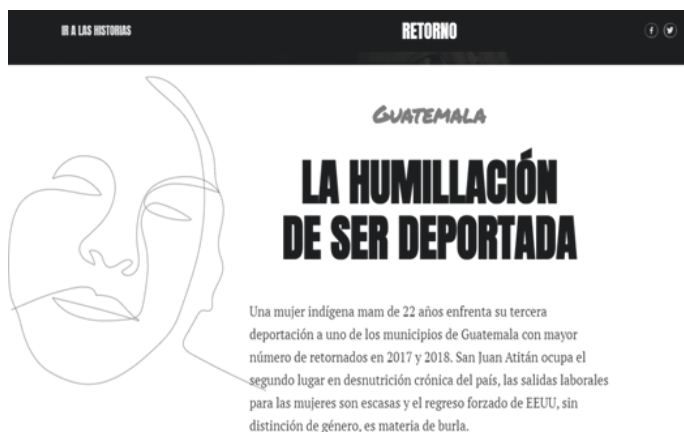 IR A LAS HISTORIAS
RETORNO
GUATEMALA
LA HUMILLACIÓN
DE SER DEPORTADA
Una mujer indígena mam de 22 años enfrenta su tercera
deportación a uno de los municipios de Guatemala con mayor
número de retornados en 2017 y 2018. San Juan Atitán ocupa el
segundo lugar en desnutrición crónica del país, las salidas laborales
para las mujeres son escasas y el regreso forzado de EEUU, sin
distinción de género, es materia de burla.